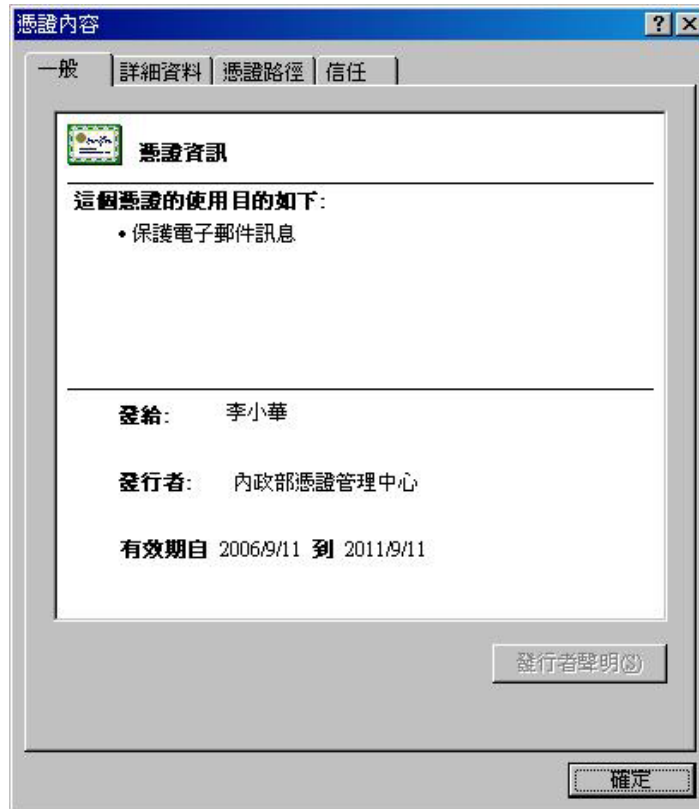 憑證內容
一般 詳細資料 憑證路徑 信任
憑證資訊
這個憑證的使用目的如下:
• 保護電子郵件訊息
發給: 李小華
發行者: 內政部憑證管理中心
有效期自 2006/9/11 到 2011/9/11
發行者聲明(S)
確定